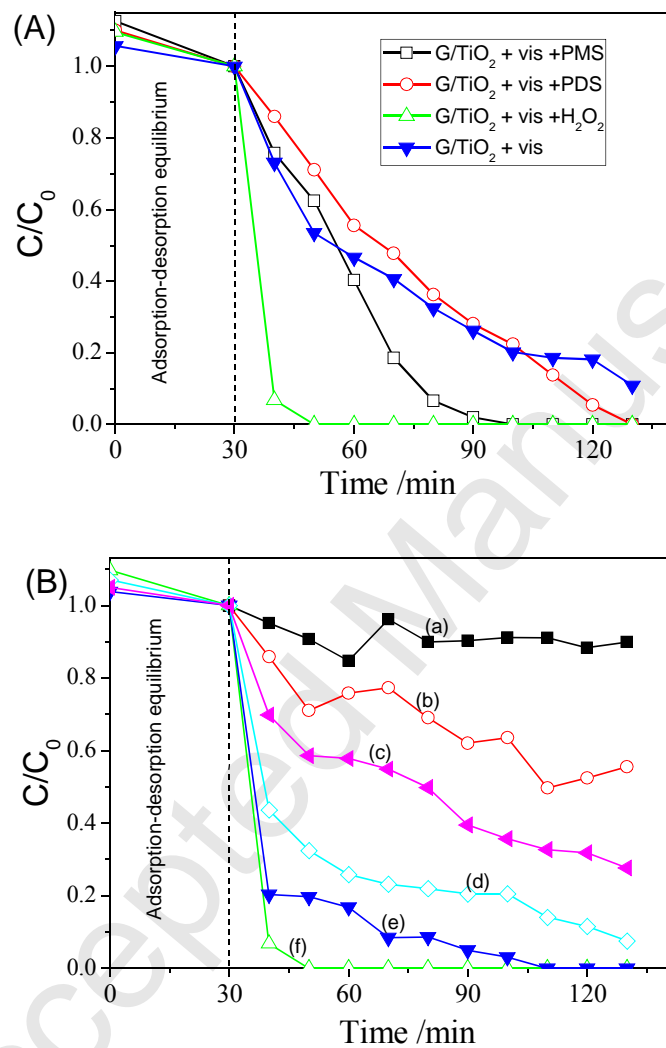 (A)
1.0
0.8
0.6
0.4
0.2
0.0
C/C0
Adsorption-desorption equilibrium
G/TiO2 + vis +PMS
G/TiO2 + vis +PDS
G/TiO2 + vis +H2O2
G/TiO2 + vis
0 30 60 90 120
Time /min
(B)
1.0
0.8
0.6
0.4
0.2
0.0
C/C0
Adsorption-desorption equilibrium
(a)
(b)
(c)
(d)
(e)
(f)
0 30 60 90 120
Time /min
cepted Manus